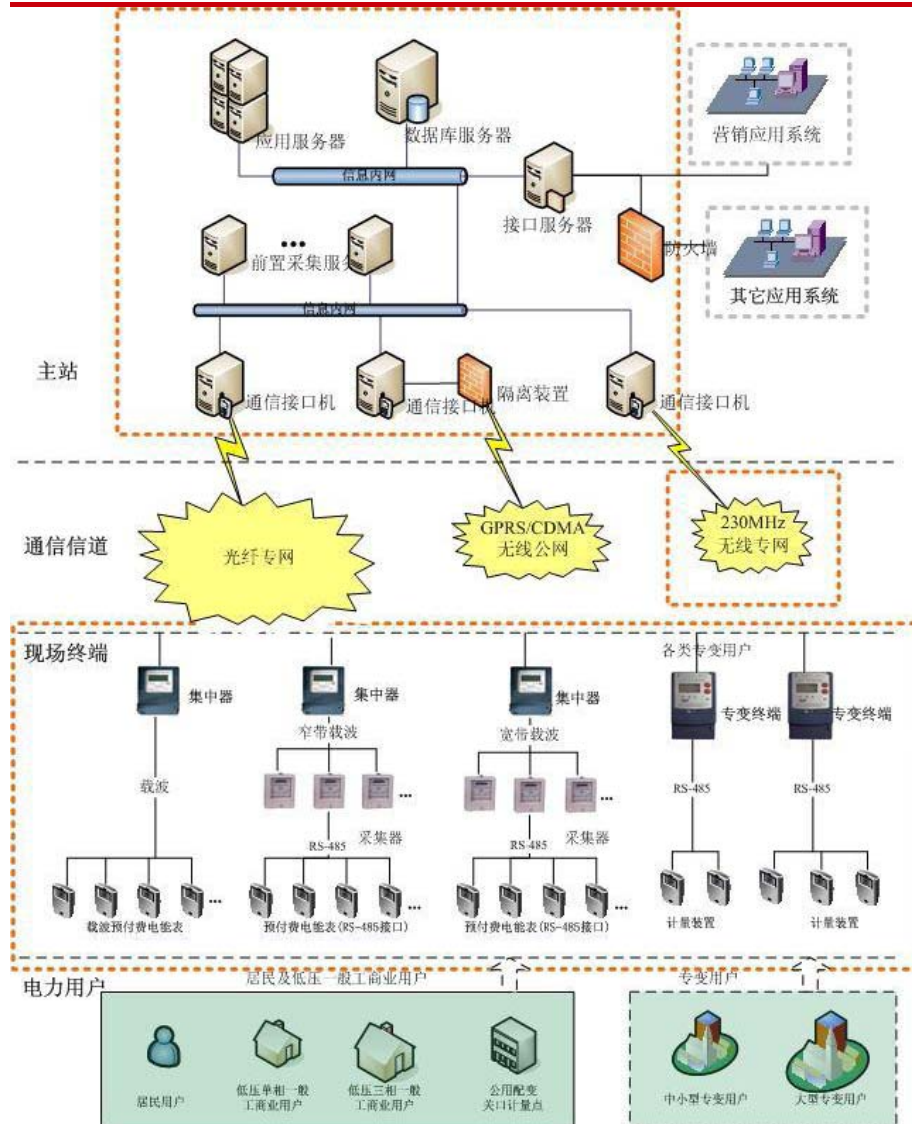 应用服务器
数据库服务器
营销应用系统
信息内网
接口服务器
防火墙
前置采集服
其它应用系统
信息内网
主站
通信接口机
通信接口机
隔离装置
通信接口机
通信信道
光纤专网
GPRS/CDMA
无线公网
230MHz
无线专网
现场终端
各类专变用户
集中器
集中器
集中器
专变终端
专变终端
窄带载波
宽带载波
载波
RS-485
RS-485
...
...
采集器
采集器
RS-485
RS-485
...
...
...
载波预付费电能表
预付费电能表(RS-485接口)
预付费电能表(RS-485接口)
计量装置
计量装置
电力用户
居民及低压一般工商业用户
专变用户
居民用户
低压单相一般
工商业用户
低压三相一般
工商业用户
公用配变
关口计量点
中小型专变用户
大型专变用户